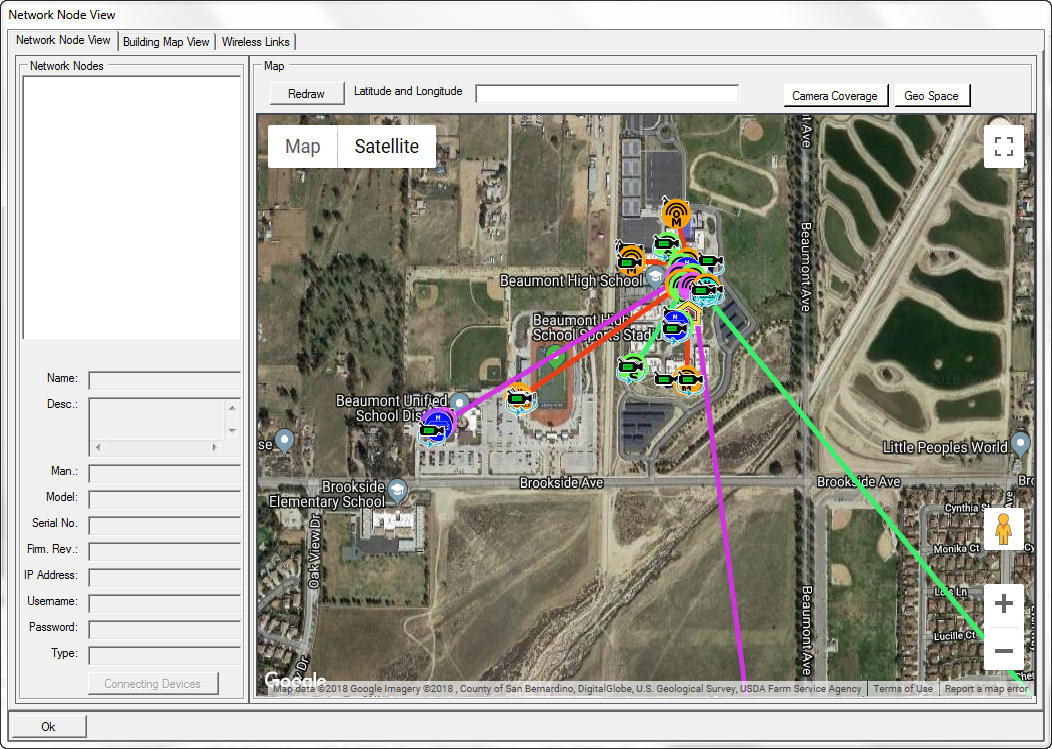 Network Node View
Network Node View
Building Map View
Wireless Links
Network Nodes
Map
Redraw
Latitude and Longitude
Camera Coverage
Geo Space
Map
Satellite
Beaumont Ave
Beaumont High School
Beaumont High
School Sports Stadiu
Beaumont Unified
School Dis
se
Little Peoples World
Brookside Ave
Brookside Ave
Brookside
Elementary School
Oak View Dr
Cynthia St
Monika Ct
Lois Ln
Lucille Ct
Beaumont Ave
Name:
Desc.:
Man.:
Model:
Serial No.
Firm. Rev.:
IP Address:
Username:
Password:
Type:
Connecting Devices
Google
Map data ©2018 Google Imagery ©2018 , County of San Bernardino, DigitalGlobe, U.S. Geological Survey, USDA Farm Service Agency
Terms of Use
Report a map error
Ok